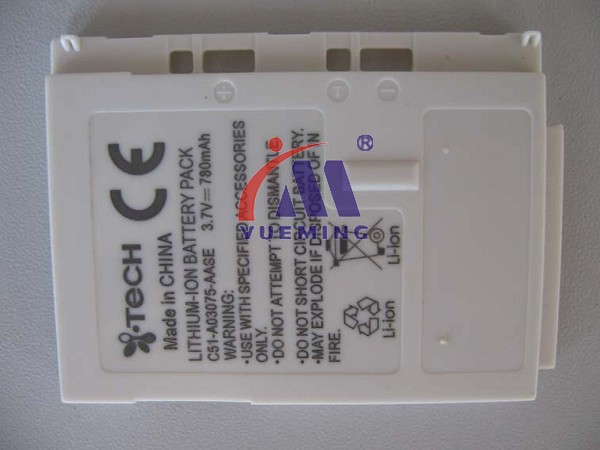 i.TECH
Made in CHINA
LITHIUM-ION BATTERY PACK
C51-A03075-AASE 3.7V⎓ 780mAh
WARNING:
•USE WITH SPECIFIED ACCESSORIES
ONLY.
•DO NOT ATTEMPT TO DISMANTLE
•DO NOT SHORT CIRCUIT BATTERY.
•MAY EXPLODE IF DISPOSED OF IN
FIRE.
CE
+
T
-
Li-ion
Li-ion
M ®
YUEMING